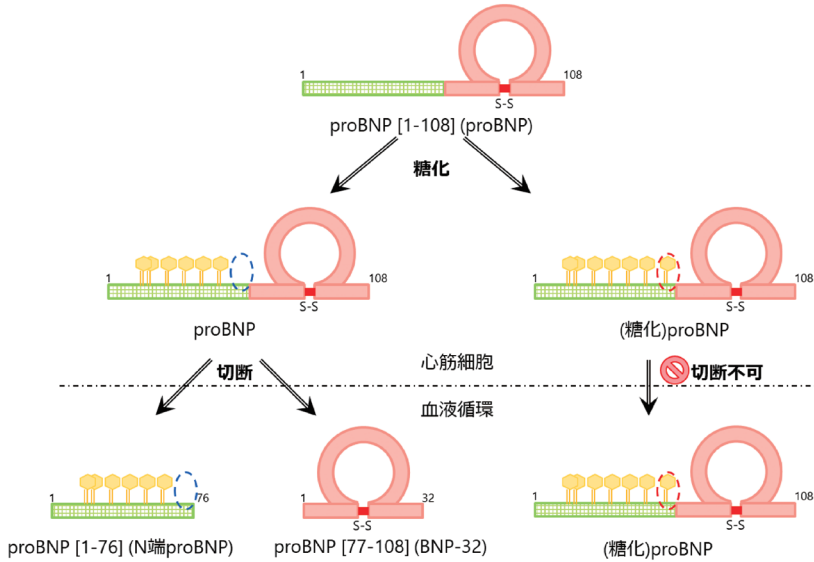 1
108
S-S
proBNP [1-108] (proBNP)
糖化
1
108
S-S
proBNP
1
108
S-S
(糖化)proBNP
切断
心筋細胞
切断不可
血液循環
1
76
proBNP [1-76] (N端proBNP)
1
32
S-S
proBNP [77-108] (BNP-32)
1
108
S-S
(糖化)proBNP